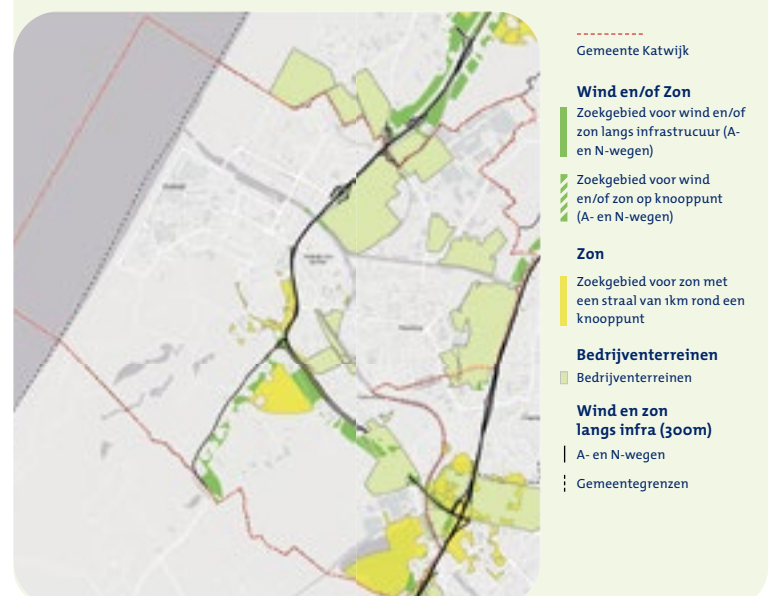 Gemeente Katwijk
Wind en/of Zon
Zoekgebied voor wind en/of
zon langs infrastrucuur (A-
en N-wegen)
Zoekgebied voor wind
en/of zon op knooppunt
(A- en N-wegen)
Zon
Zoekgebied voor zon met
een straal van 1km rond een
knooppunt
Bedrijventerreinen
Bedrijventerreinen
Wind en zon
langs infra (300m)
A- en N-wegen
Gemeentegrenzen